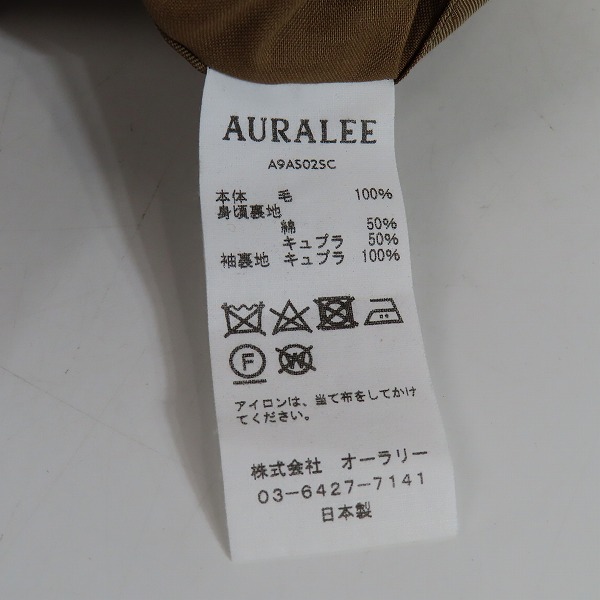 AURALEE
A9AS02SC
本体 毛 100%
身頃裏地
綿 50%
キュプラ 50%
袖裏地 キュプラ 100%
F W
アイロンは、当て布をしてかけ
てください。
株式会社 オーラリー
03-6427-7141
日本製